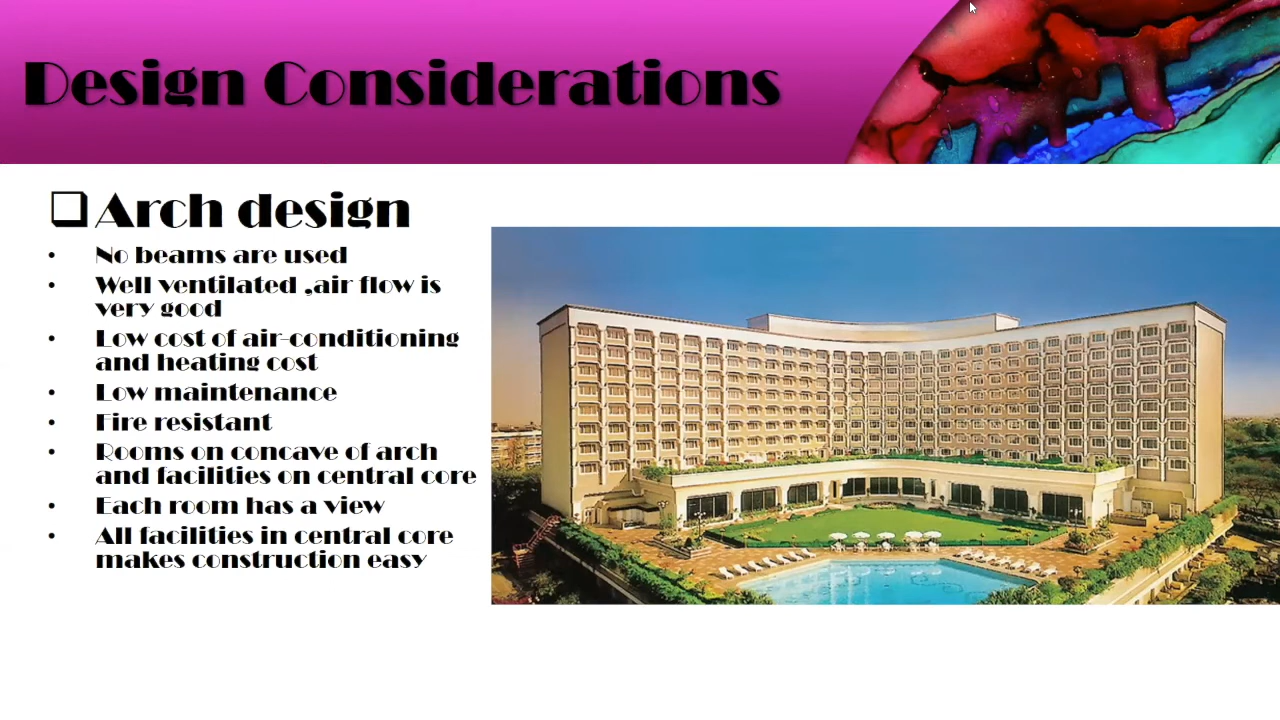 Design Considerations
❑Arch design
• No beams are used
• Well ventilated ,air flow is
very good
• Low cost of air-conditioning
and heating cost
• Low maintenance
• Fire resistant
• Rooms on concave of arch
and facilities on central core
• Each room has a view
• All facilities in central core
makes construction easy